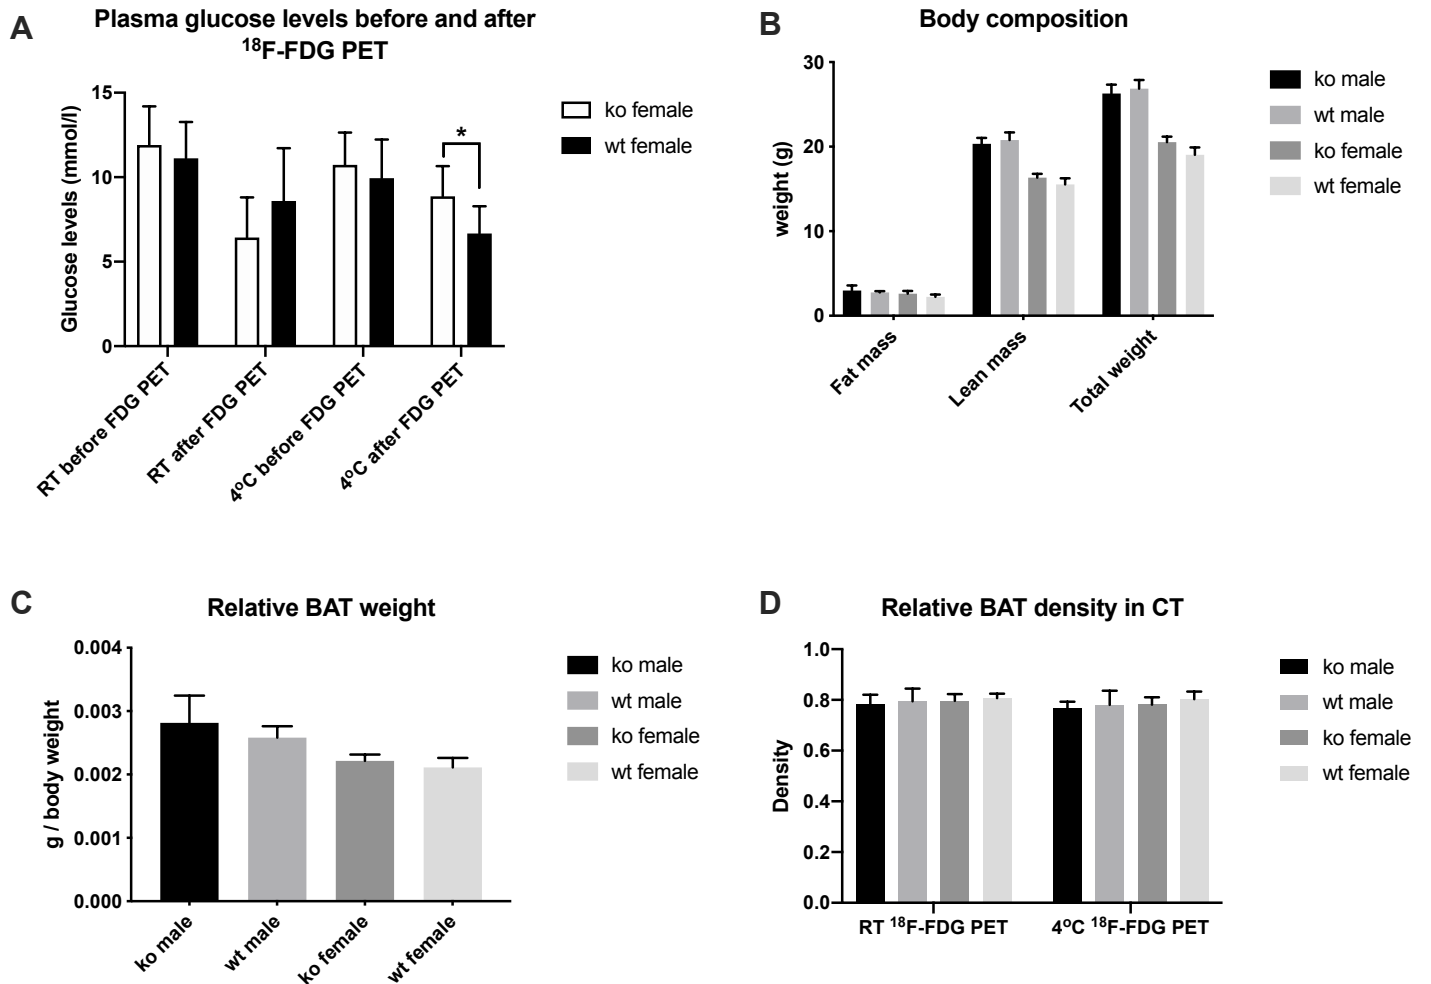 A
Plasma glucose levels before and after
¹⁸F-FDG PET
Glucose levels (mmol/l)
15
10
5
0
*
ko female
wt female
RT before FDG PET
RT after FDG PET
4ºC before FDG PET
4ºC after FDG PET
B
Body composition
weight (g)
30
20
10
0
Fat mass
Lean mass
Total weight
ko male
wt male
ko female
wt female
C
Relative BAT weight
g / body weight
0.004
0.003
0.002
0.001
0.000
ko male
wt male
ko female
wt female
ko male
wt male
ko female
wt female
D
Relative BAT density in CT
Density
1.0
0.8
0.6
0.4
0.2
0.0
RT ¹⁸F-FDG PET
4ºC ¹⁸F-FDG PET
ko male
wt male
ko female
wt female